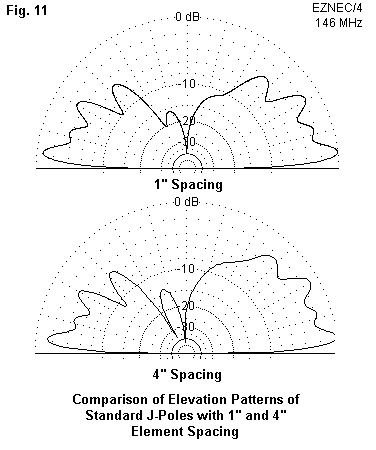 Fig. 11
EZNEC/4
146 MHz
0 dB
-10
-20
-30
1" Spacing
0 dB
-10
-20
-30
4" Spacing
Comparison of Elevation Patterns of
Standard J-Poles with 1" and 4"
Element Spacing